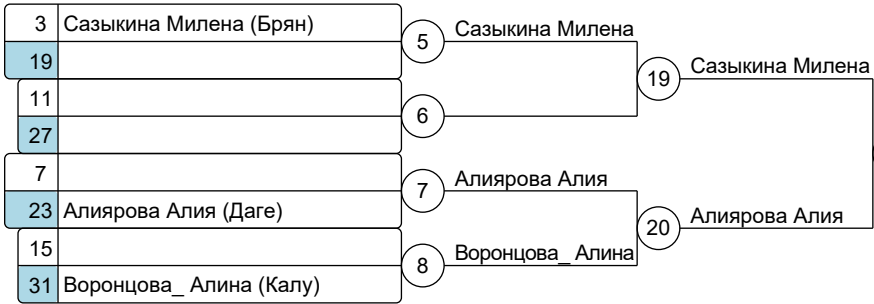 3 Сазыкина Милена (Брян)
5 Сазыкина Милена
19
19 Сазыкина Милена
11
6
27
7
7 Алиярова Алия
23 Алиярова Алия (Даге)
20 Алиярова Алия
15
8 Воронцова_ Алина
31 Воронцова_ Алина (Калу)